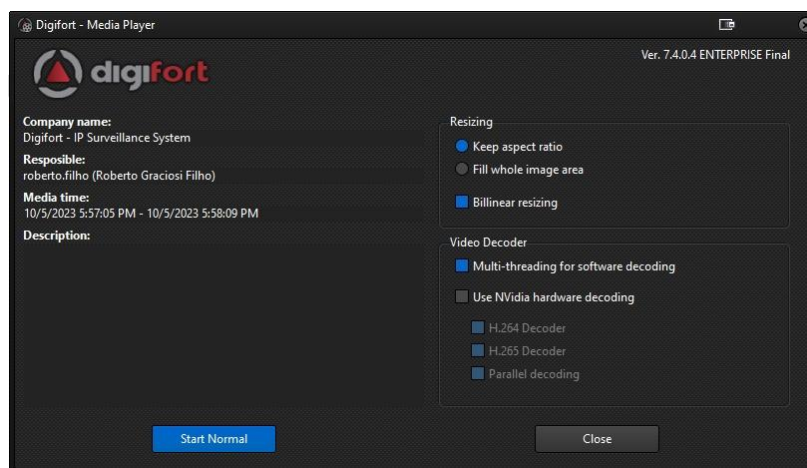 Digifort - Media Player
digifort
Ver. 7.4.0.4 ENTERPRISE Final
Company name:
Digifort - IP Surveillance System
Resposible:
roberto.filho (Roberto Graciosi Filho)
Media time:
10/5/2023 5:57:05 PM - 10/5/2023 5:58:09 PM
Description:
Resizing
Keep aspect ratio
Fill whole image area
Billinear resizing
Video Decoder
Multi-threading for software decoding
Use NVidia hardware decoding
H.264 Decoder
H.265 Decoder
Parallel decoding
Start Normal
Close